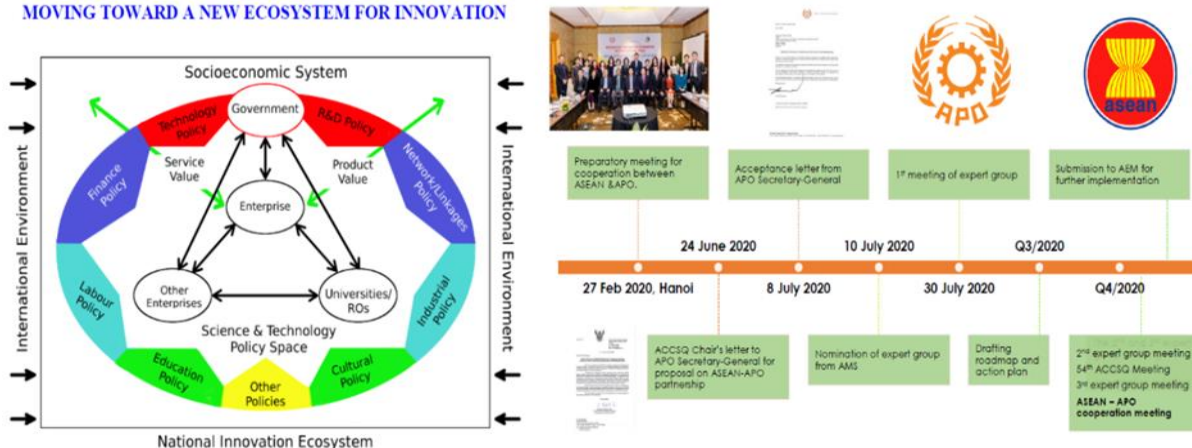 MOVING TOWARD A NEW ECOSYSTEM FOR INNOVATION
Socioeconomic System
Government
Technology Policy
R&D Policy
Finance Policy
Network/Linkages Policy
Service
Value
Product
Value
Enterprise
Other
Enterprises
Universities/
ROs
Labour Policy
Industrial Policy
Science & Technology
Policy Space
Education Policy
Cultural Policy
Other
Policies
International Environment
International Environment
National Innovation Ecosystem
APO
asean
Preparatory meeting for
cooperation between
ASEAN &APO.
Acceptance letter from
APO Secretary-General
1st meeting of expert group
Submission to AEM for
further implementation
24 June 2020
10 July 2020
Q3/2020
27 Feb 2020, Hanoi
8 July 2020
30 July 2020
Q4/2020
ACCSQ Chair's letter to
APO Secretary-General for
proposal on ASEAN-APO
partnership
Nomination of expert group
from AMS
Drafting
roadmap and
action plan
2nd expert group meeting
54th ACCSQ Meeting
3rd expert group meeting
ASEAN – APO
cooperation meeting